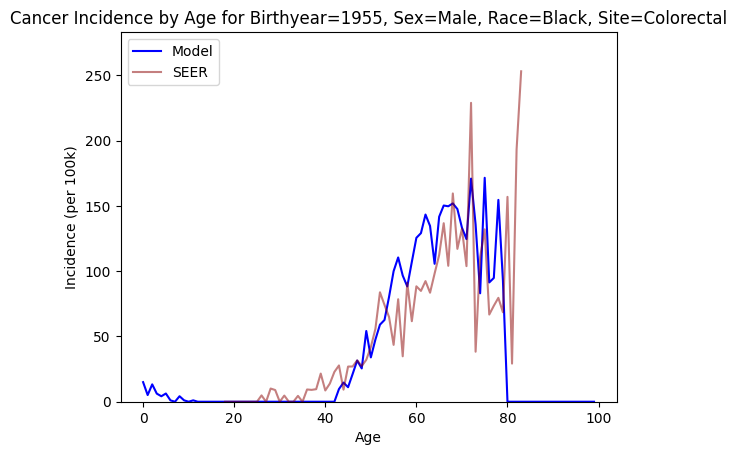 Cancer Incidence by Age for Birthyear=1955, Sex=Male, Race=Black, Site=Colorectal
Model
SEER
250
200
150
100
50
0
Incidence (per 100k)
0 20 40 60 80 100
Age